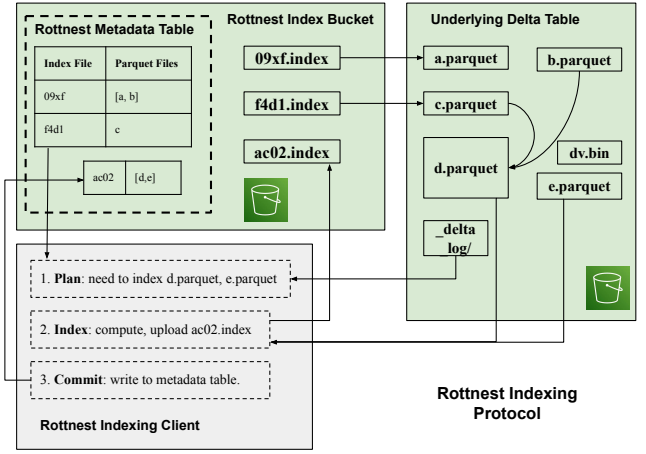 Rottnest Index Bucket
Rottnest Metadata Table
Index File Parquet Files
09xf [a, b]
f4d1 c
ac02 [d,e]
09xf.index
f4d1.index
ac02.index
Underlying Delta Table
a.parquet
b.parquet
c.parquet
d.parquet
dv.bin
e.parquet
_delta
_log/
1. Plan: need to index d.parquet, e.parquet
2. Index: compute, upload ac02.index
3. Commit: write to metadata table.
Rottnest Indexing Client
Rottnest Indexing
Protocol